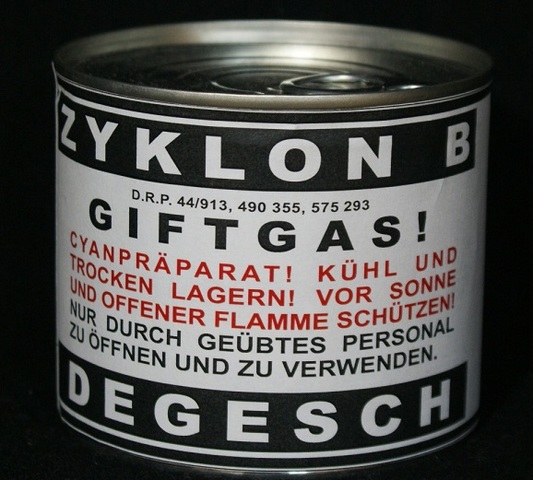 ZYKLON B
D.R.P. 44/913, 490 355, 575 293
GIFTGAS!
CYANPRÄPARAT! KÜHL UND
TROCKEN LAGERN! VOR SONNE
UND OFFENER FLAMME SCHÜTZEN!
NUR DURCH GEÜBTES PERSONAL
ZU ÖFFNEN UND ZU VERWENDEN.
DEGESCH